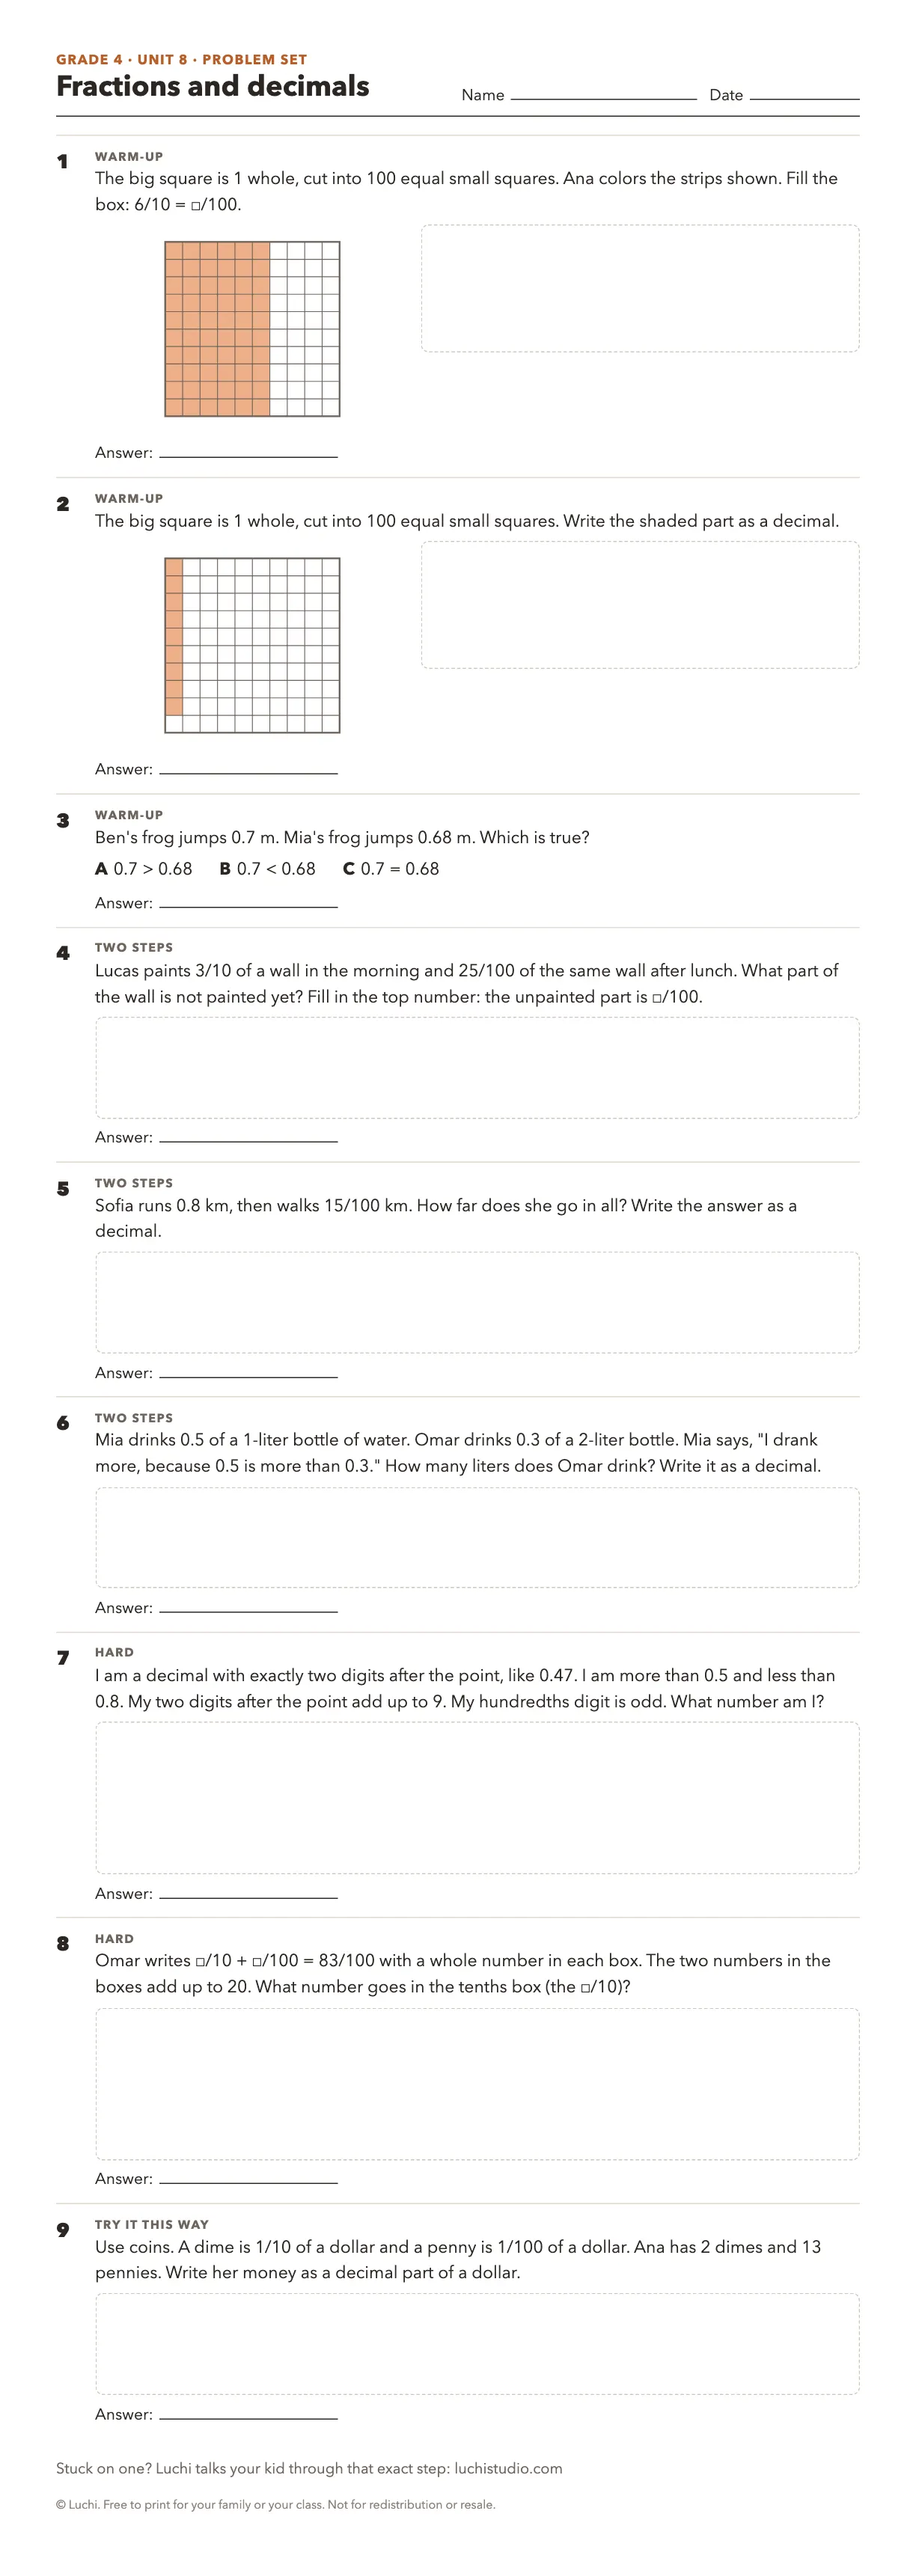 GRADE 4 · UNIT 8 · PROBLEM SET
Fractions and decimals
Name Date
1
WARM-UP
The big square is 1 whole, cut into 100 equal small squares. Ana colors the strips shown. Fill the
box: 6/10 = □/100.
Answer:
2
WARM-UP
The big square is 1 whole, cut into 100 equal small squares. Write the shaded part as a decimal.
Answer:
3
WARM-UP
Ben's frog jumps 0.7 m. Mia's frog jumps 0.68 m. Which is true?
A 0.7 > 0.68 B 0.7 < 0.68 C 0.7 = 0.68
Answer:
4
TWO STEPS
Lucas paints 3/10 of a wall in the morning and 25/100 of the same wall after lunch. What part of
the wall is not painted yet? Fill in the top number: the unpainted part is □/100.
Answer:
5
TWO STEPS
Sofia runs 0.8 km, then walks 15/100 km. How far does she go in all? Write the answer as a
decimal.
Answer:
6
TWO STEPS
Mia drinks 0.5 of a 1-liter bottle of water. Omar drinks 0.3 of a 2-liter bottle. Mia says, "I drank
more, because 0.5 is more than 0.3." How many liters does Omar drink? Write it as a decimal.
Answer:
7
HARD
I am a decimal with exactly two digits after the point, like 0.47. I am more than 0.5 and less than
0.8. My two digits after the point add up to 9. My hundredths digit is odd. What number am I?
Answer:
8
HARD
Omar writes □/10 + □/100 = 83/100 with a whole number in each box. The two numbers in the
boxes add up to 20. What number goes in the tenths box (the □/10)?
Answer:
9
TRY IT THIS WAY
Use coins. A dime is 1/10 of a dollar and a penny is 1/100 of a dollar. Ana has 2 dimes and 13
pennies. Write her money as a decimal part of a dollar.
Answer:
Stuck on one? Luchi talks your kid through that exact step: luchistudio.com
© Luchi. Free to print for your family or your class. Not for redistribution or resale.